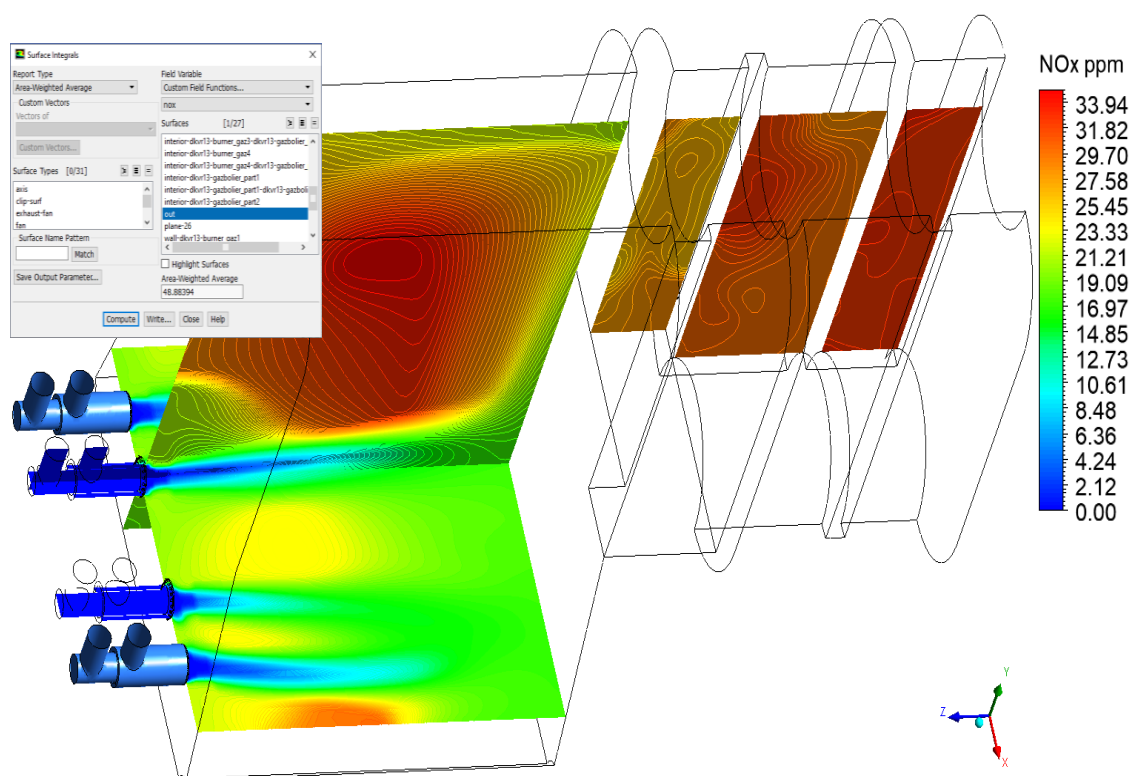 Surface Integrals
Report Type
Area-Weighted Average
Custom Vectors
Vectors of
Custom Vectors...
Surface Types [0/31]
axis
clip-surf
exhaust-fan
fan
Surface Name Pattern
Match
Save Output Parameter...
Field Variable
Custom Field Functions...
nox
Surfaces [1/27]
interior-dkvr13-burner_gaz3-dkvr13-gazbolier_
interior-dkvr13-burner_gaz4
interior-dkvr13-burner_gaz4-dkvr13-gazbolier_
interior-dkvr13-gazbolier_part1
interior-dkvr13-gazbolier_part1-dkvr13-gazboli
interior-dkvr13-gazbolier_part2
out
plane-26
wall-dkvr13-burner_gaz1
Highlight Surfaces
Area-Weighted Average
48.88394
Compute Write... Close Help
NOx ppm
33.94
31.82
29.70
27.58
25.45
23.33
21.21
19.09
16.97
14.85
12.73
10.61
8.48
6.36
4.24
2.12
0.00
Y
Z
X